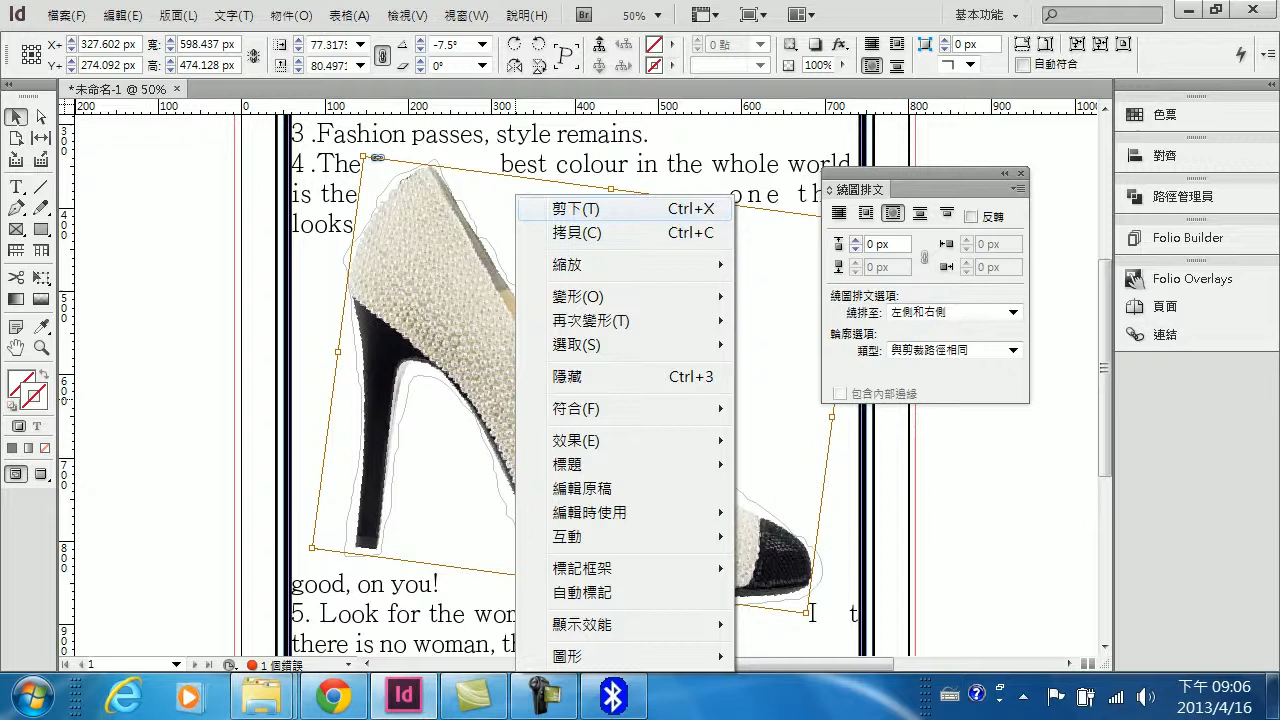 Id 檔案(F) 編輯(E) 版面(L) 文字(T) 物件(O) 表格(A) 檢視(V) 視窗(W) 說明(H) Br 50% 基本功能
X+ 327.602 px 寬: 598.437 px 77.317 -7.5° fx. 0 點 0 px
Y+ 274.092 px 高: 474.128 px 80.497 0° 100% 自動符合
*未命名-1 @ 50% ×
200 100 0 100 200 300 400 500 600 700 800 900 1000
3 .Fashion passes, style remains.
4 .The best colour in the whole world
is the one th
looks
good, on you!
5. Look for the wom I t
there is no woman, th
剪下(T) Ctrl+X
拷貝(C) Ctrl+C
縮放
變形(O)
再次變形(T)
選取(S)
隱藏 Ctrl+3
符合(F)
效果(E)
標題
編輯原稿
編輯時使用
互動
標記框架
自動標記
顯示效能
圖形
繞圖排文
反轉
0 px 0 px
0 px 0 px
繞圖排文選項:
繞排至: 左側和右側
輪廓選項:
類型: 與剪裁路徑相同
包含內部邊緣
色票
對齊
路徑管理員
Folio Builder
Folio Overlays
頁面
連結
1 1 個錯誤
下午 09:06
2013/4/16